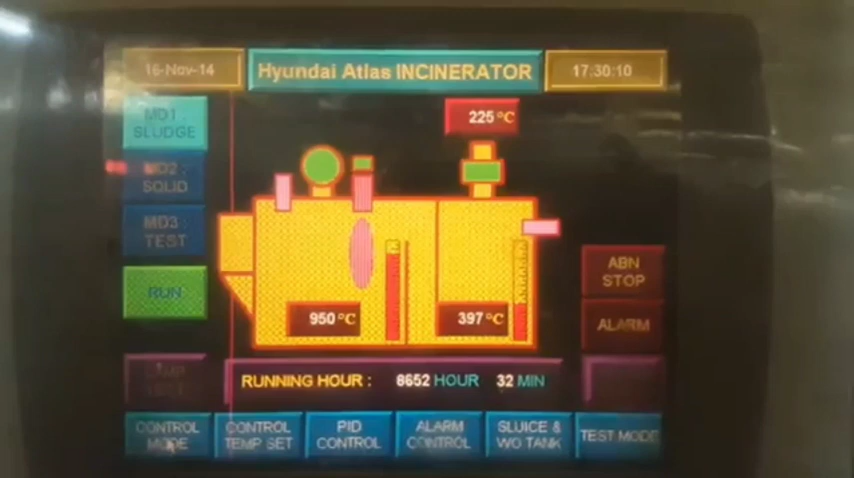 16-Nov-14
Hyundai Atlas INCINERATOR
17:30:10
MD1 :
SLUDGE
225 °C
MD2 :
SOLID
MD3 :
TEST
RUN
ABN
STOP
950 °C
397 °C
ALARM
RUNNING HOUR : 8652 HOUR 32 MIN
CONTROL
MODE
CONTROL
TEMP SET
PID
CONTROL
ALARM
CONTROL
SLUICE &
WO TANK
TEST MODE